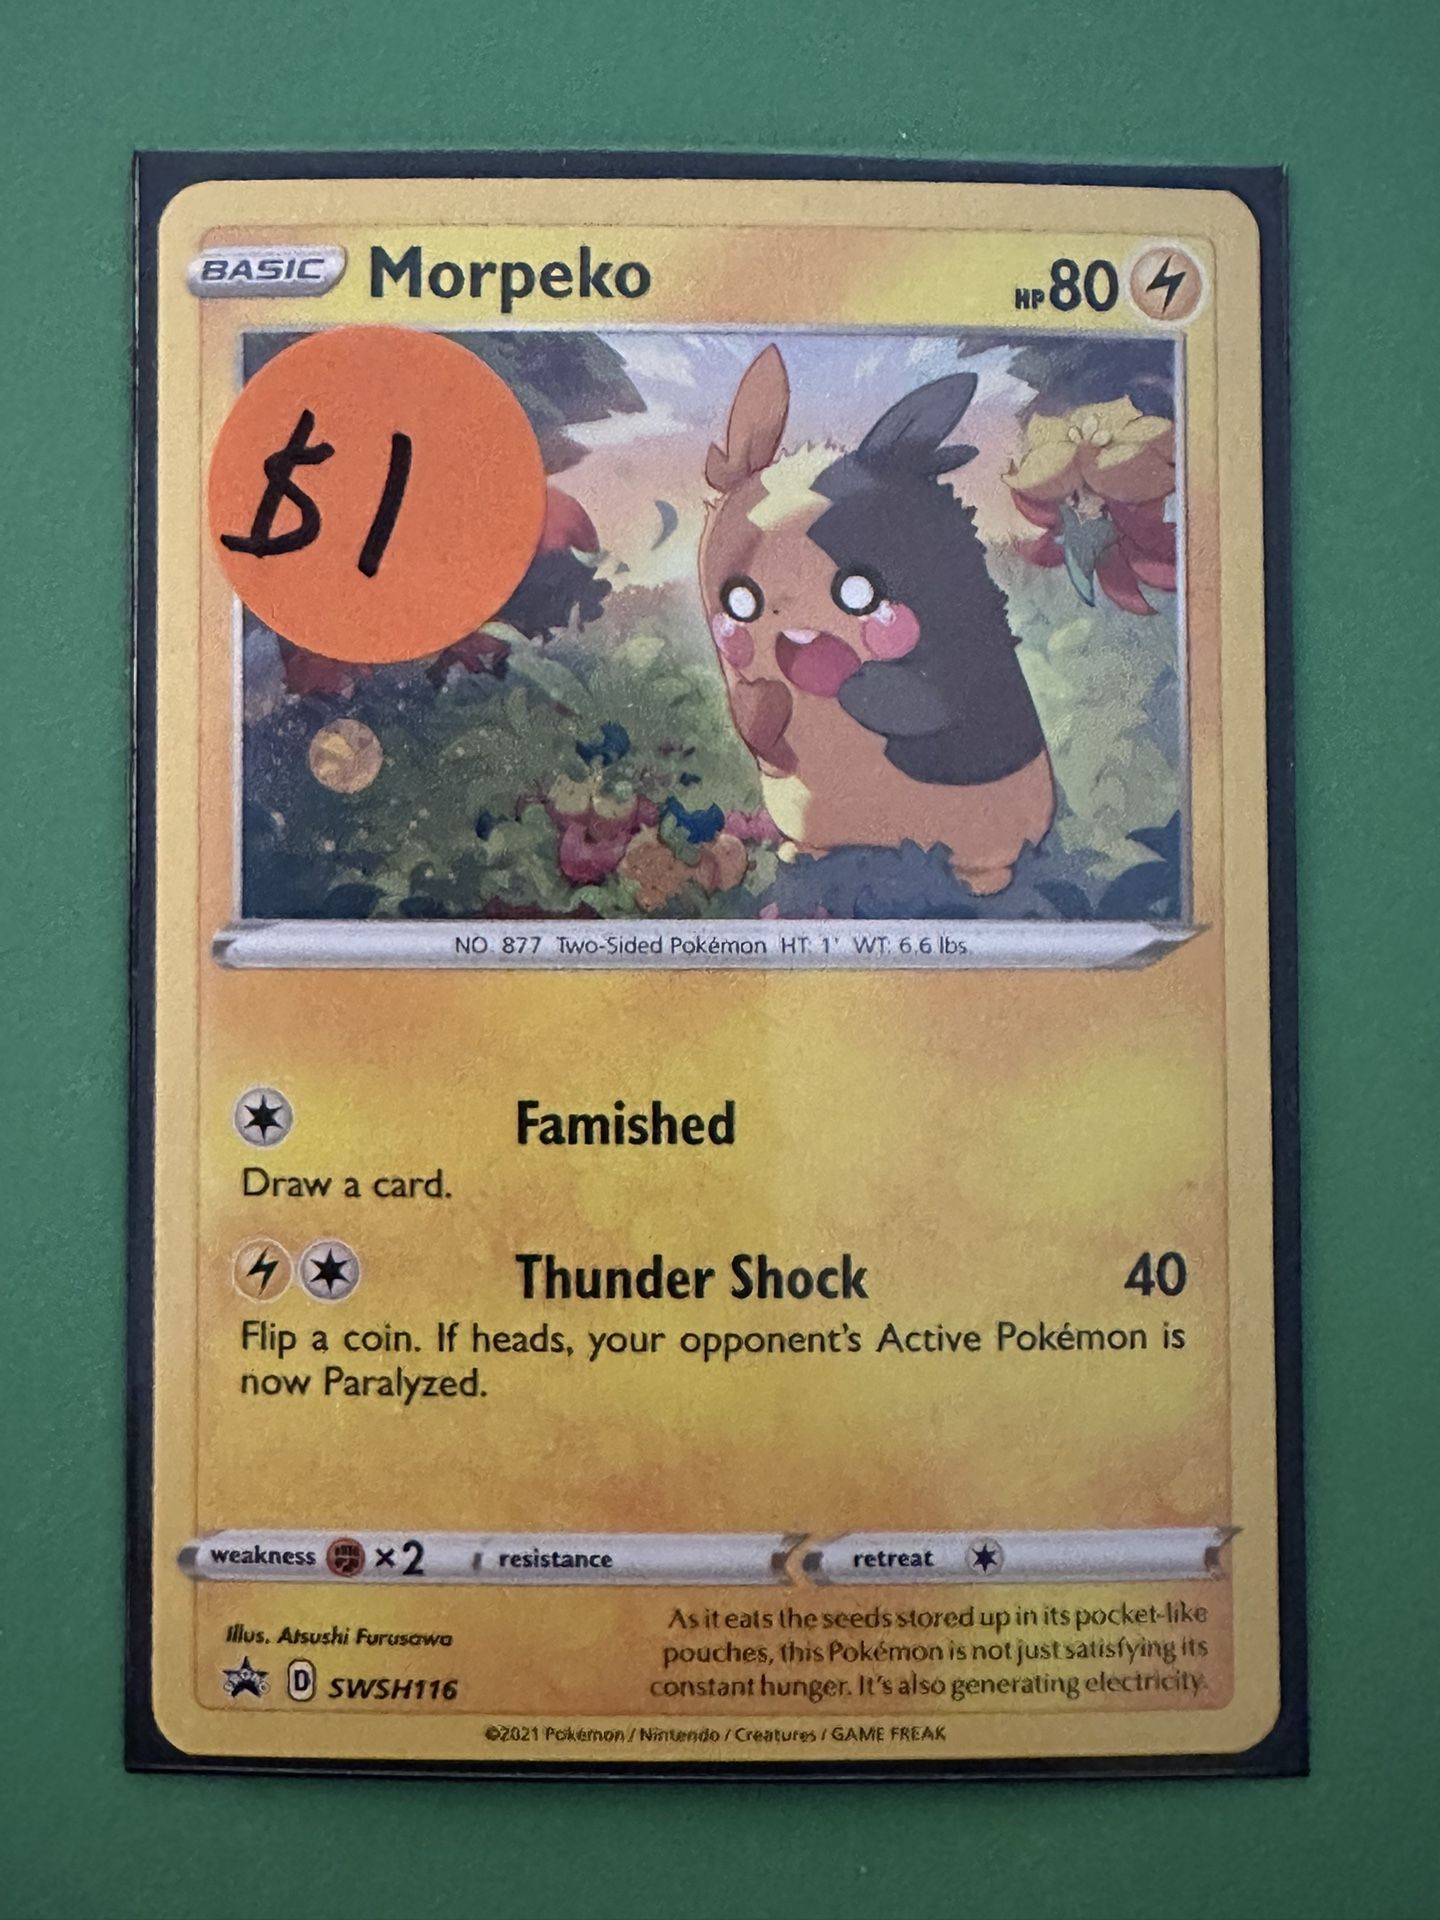 BASIC Morpeko HP 80
$1
NO. 877 Two-Sided Pokémon HT: 1' WT: 6.6 lbs.
Famished
Draw a card.
Thunder Shock 40
Flip a coin. If heads, your opponent's Active Pokémon is
now Paralyzed.
weakness ×2 resistance retreat
Illus. Atsushi Furusawa
D SWSH116
As it eats the seeds stored up in its pocket-like
pouches, this Pokémon is not just satisfying its
constant hunger. It's also generating electricity.
©2021 Pokémon / Nintendo / Creatures / GAME FREAK